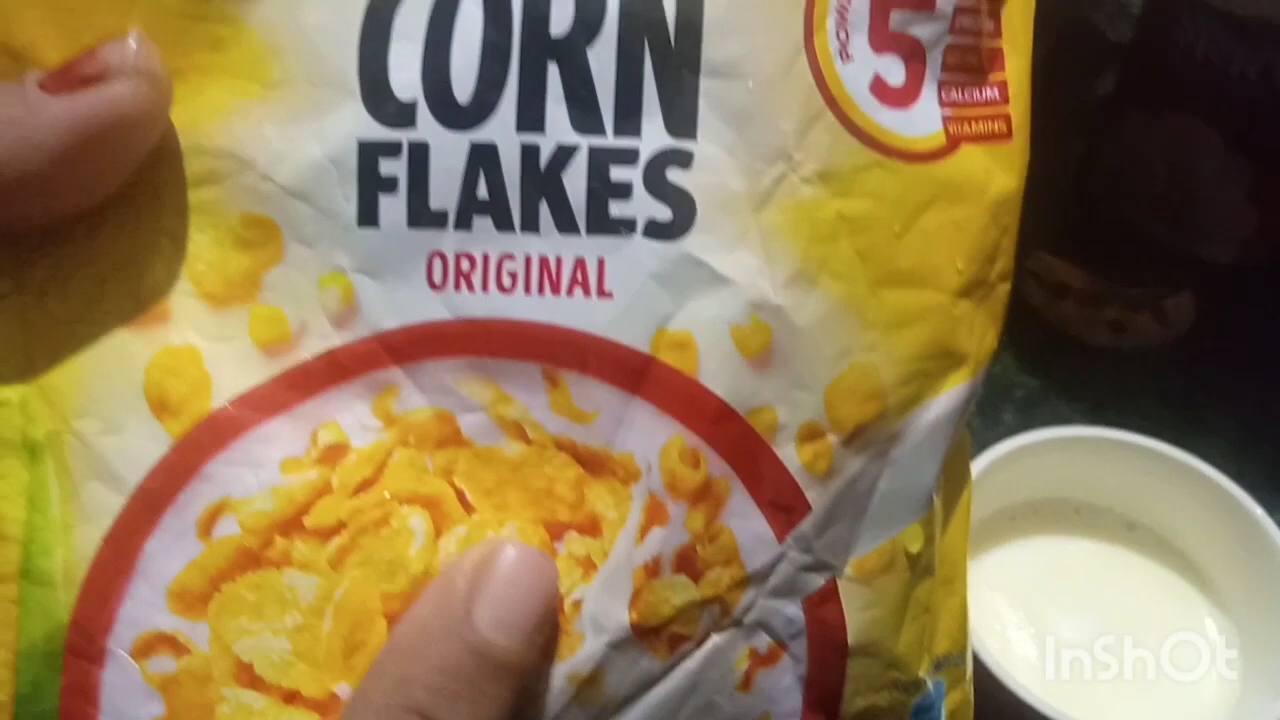 CORN
FLAKES
ORIGINAL
5
CALCIUM
VITAMINS
InShOt